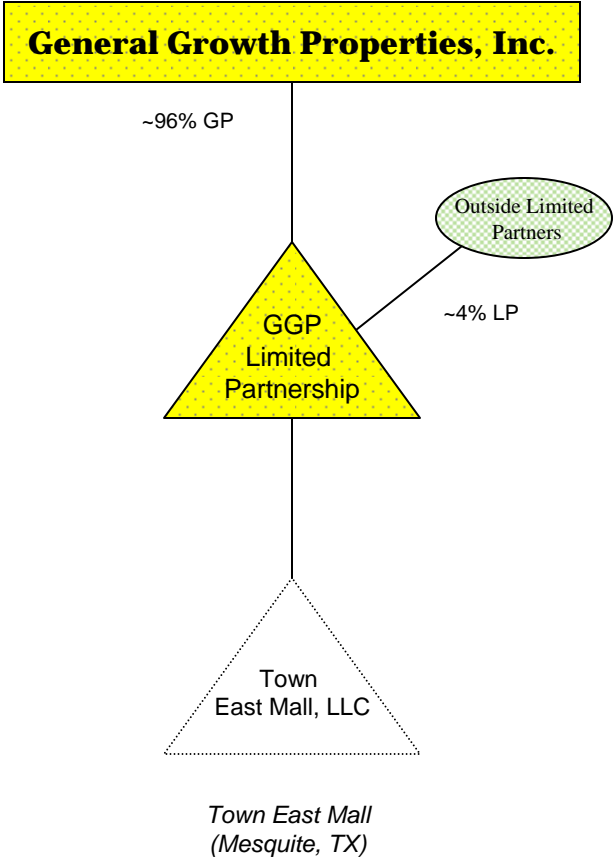 General Growth Properties, Inc.
~96% GP
Outside Limited
Partners
~4% LP
GGP
Limited
Partnership
Town
East Mall, LLC
Town East Mall
(Mesquite, TX)